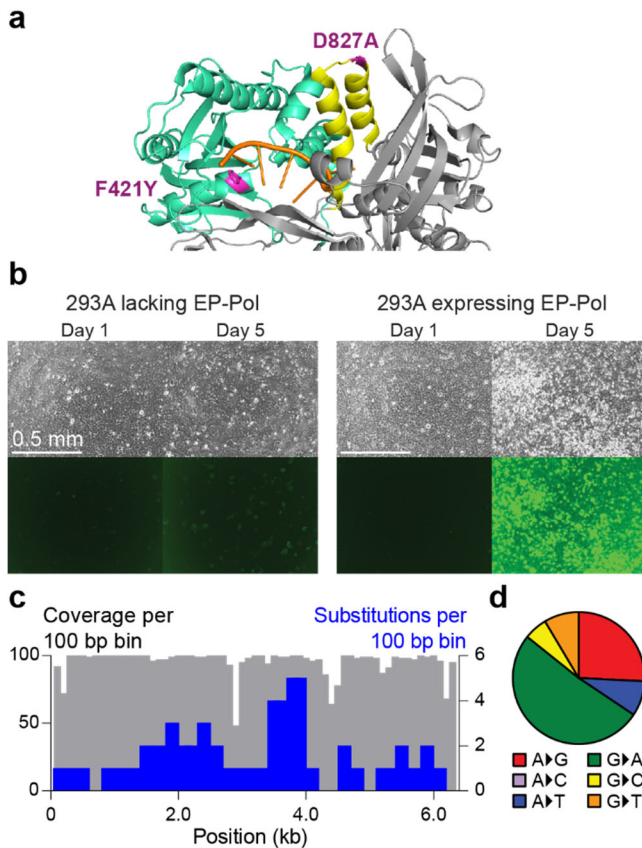 a
D827A
F421Y
b
293A lacking EP-Pol
293A expressing EP-Pol
Day 1
Day 5
Day 1
Day 5
0.5 mm
c
Coverage per
100 bp bin
Substitutions per
100 bp bin
100
50
0
6
4
2
0
0
2.0
4.0
6.0
Position (kb)
d
A▸G
G▸A
A▸C
G▸C
A▸T
G▸T